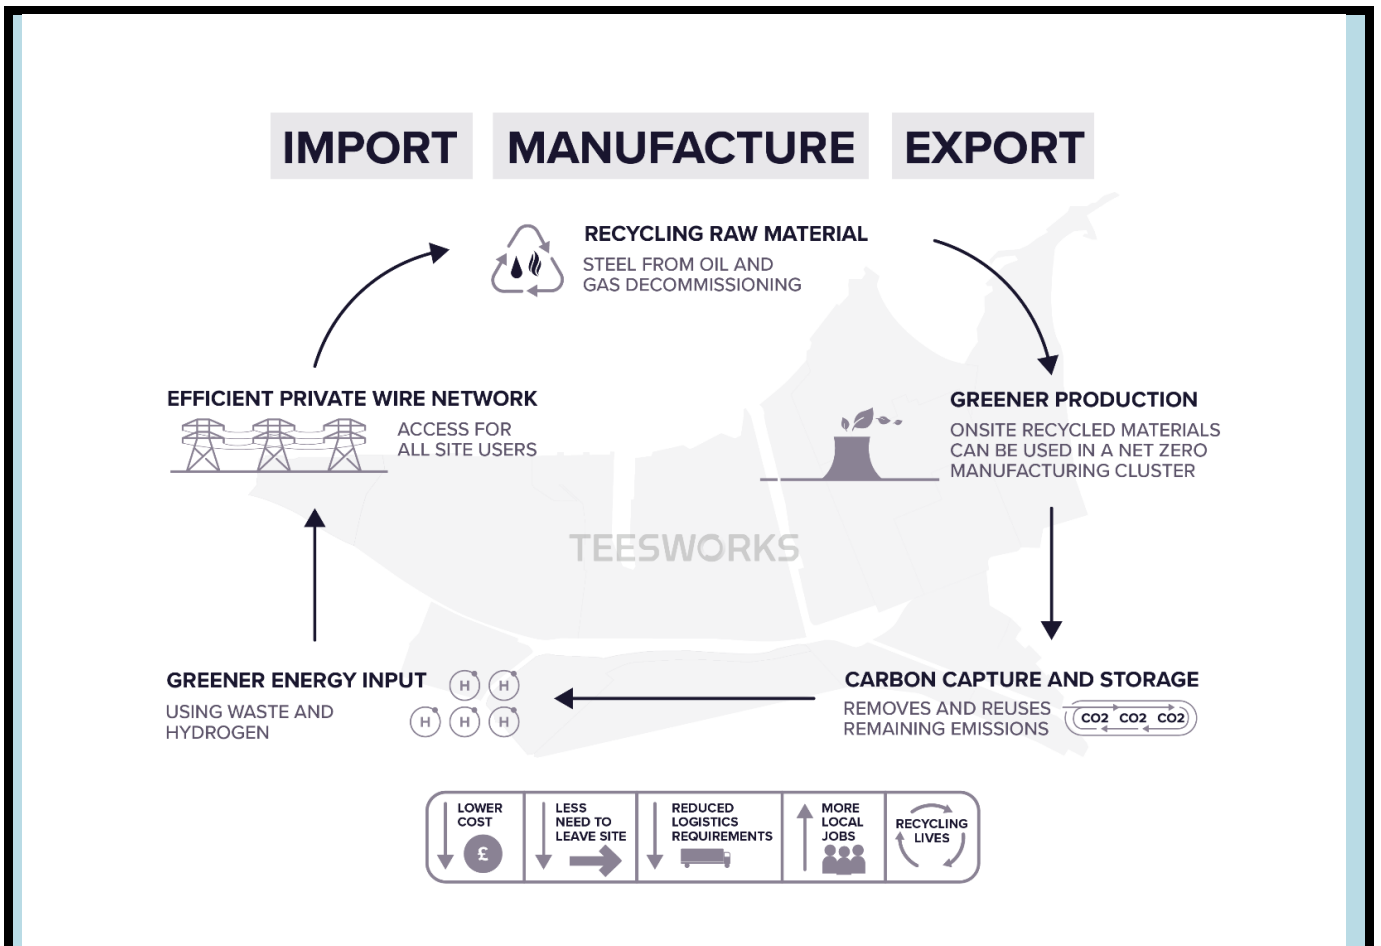 IMPORT MANUFACTURE EXPORT
RECYCLING RAW MATERIAL
STEEL FROM OIL AND
GAS DECOMMISSIONING
EFFICIENT PRIVATE WIRE NETWORK
ACCESS FOR
ALL SITE USERS
GREENER PRODUCTION
ONSITE RECYCLED MATERIALS
CAN BE USED IN A NET ZERO
MANUFACTURING CLUSTER
TEESWORKS
GREENER ENERGY INPUT
USING WASTE AND
HYDROGEN
H H
H H H
CARBON CAPTURE AND STORAGE
REMOVES AND REUSES
REMAINING EMISSIONS
CO2 CO2 CO2
LOWER
COST
£
LESS
NEED TO
LEAVE SITE
REDUCED
LOGISTICS
REQUIREMENTS
MORE
LOCAL
JOBS
RECYCLING
LIVES